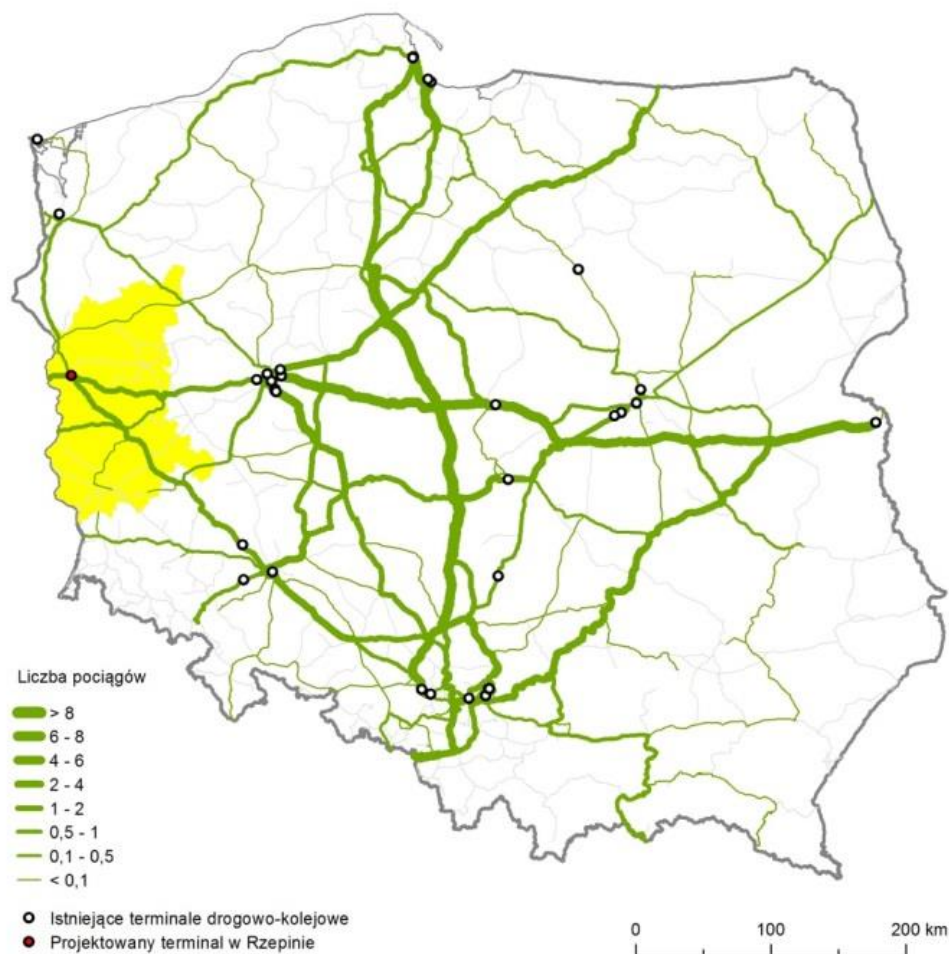 Liczba pociągów
> 8
6 - 8
4 - 6
2 - 4
1 - 2
0,5 - 1
0,1 - 0,5
< 0,1
Istniejące terminale drogowo-kolejowe
Projektowany terminal w Rzepinie
0 100 200 km